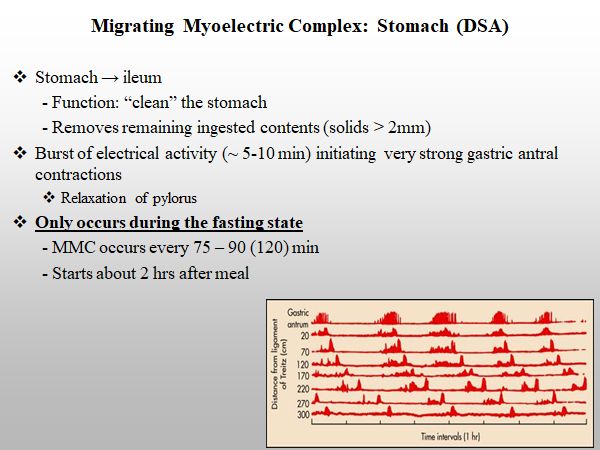 Migrating Myoelectric Complex: Stomach (DSA)
❖ Stomach → ileum
- Function: “clean” the stomach
- Removes remaining ingested contents (solids > 2mm)
❖ Burst of electrical activity (~ 5-10 min) initiating very strong gastric antral
contractions
❖ Relaxation of pylorus
❖ Only occurs during the fasting state
- MMC occurs every 75 – 90 (120) min
- Starts about 2 hrs after meal
Distance from ligament
of Treitz (cm)
Gastric
antrum
20
70
120
170
220
270
300
Time intervals (1 hr)